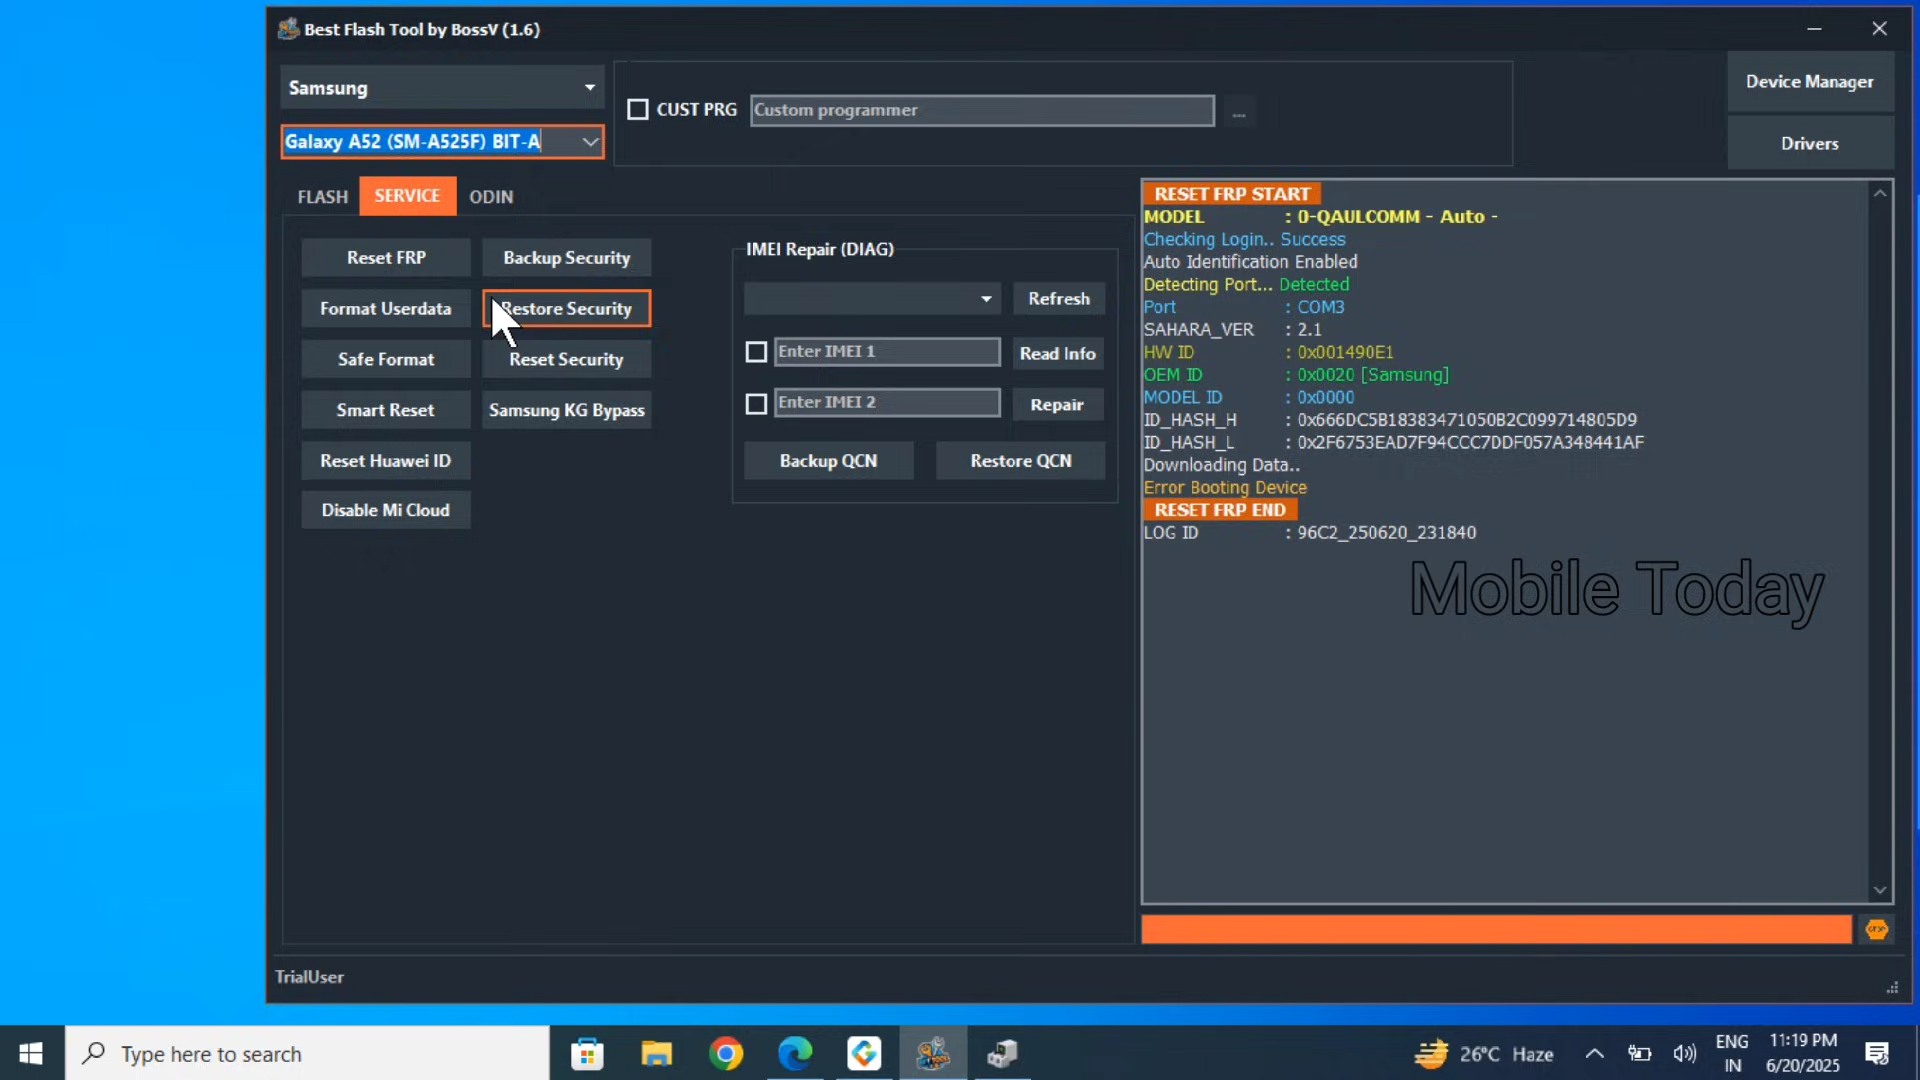 Best Flash Tool by BossV (1.6)
Samsung
Galaxy A52 (SM-A525F) BIT-A
CUST PRG
Custom programmer
...
Device Manager
Drivers
FLASH
SERVICE
ODIN
Reset FRP
Backup Security
Format Userdata
Restore Security
Safe Format
Reset Security
Smart Reset
Samsung KG Bypass
Reset Huawei ID
Disable Mi Cloud
IMEI Repair (DIAG)
Refresh
Enter IMEI 1
Read Info
Enter IMEI 2
Repair
Backup QCN
Restore QCN
RESET FRP START
MODEL : 0-QAULCOMM - Auto -
Checking Login.. Success
Auto Identification Enabled
Detecting Port... Detected
Port : COM3
SAHARA_VER : 2.1
HW ID : 0x001490E1
OEM ID : 0x0020 [Samsung]
MODEL ID : 0x0000
ID_HASH_H : 0x666DC5B18383471050B2C099714805D9
ID_HASH_L : 0x2F6753EAD7F94CCC7DDF057A348441AF
Downloading Data..
Error Booting Device
RESET FRP END
LOG ID : 96C2_250620_231840
Mobile Today
TrialUser
Type here to search
26°C Haze
ENG
IN
11:19 PM
6/20/2025